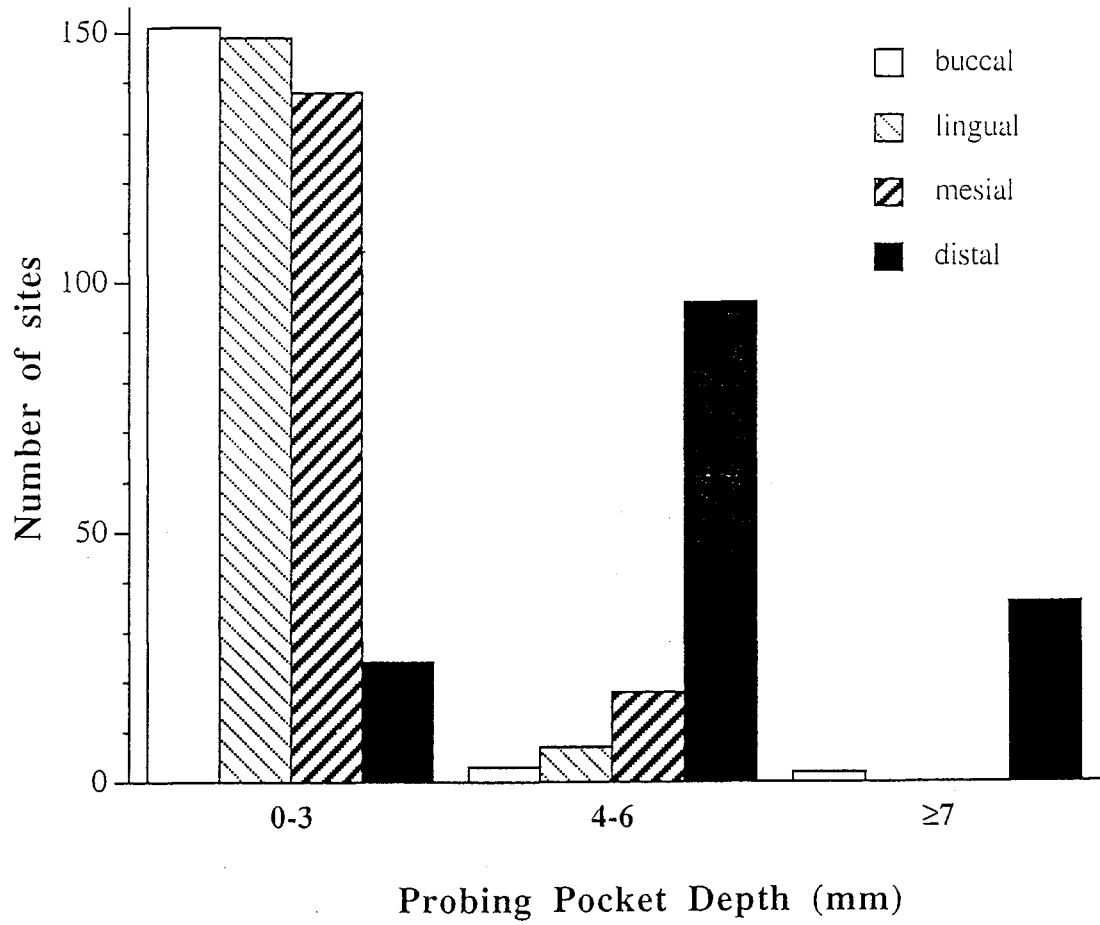 150
100
50
0
Number of sites
buccal
lingual
mesial
distal
0-3 4-6 ≥7
Probing Pocket Depth (mm)